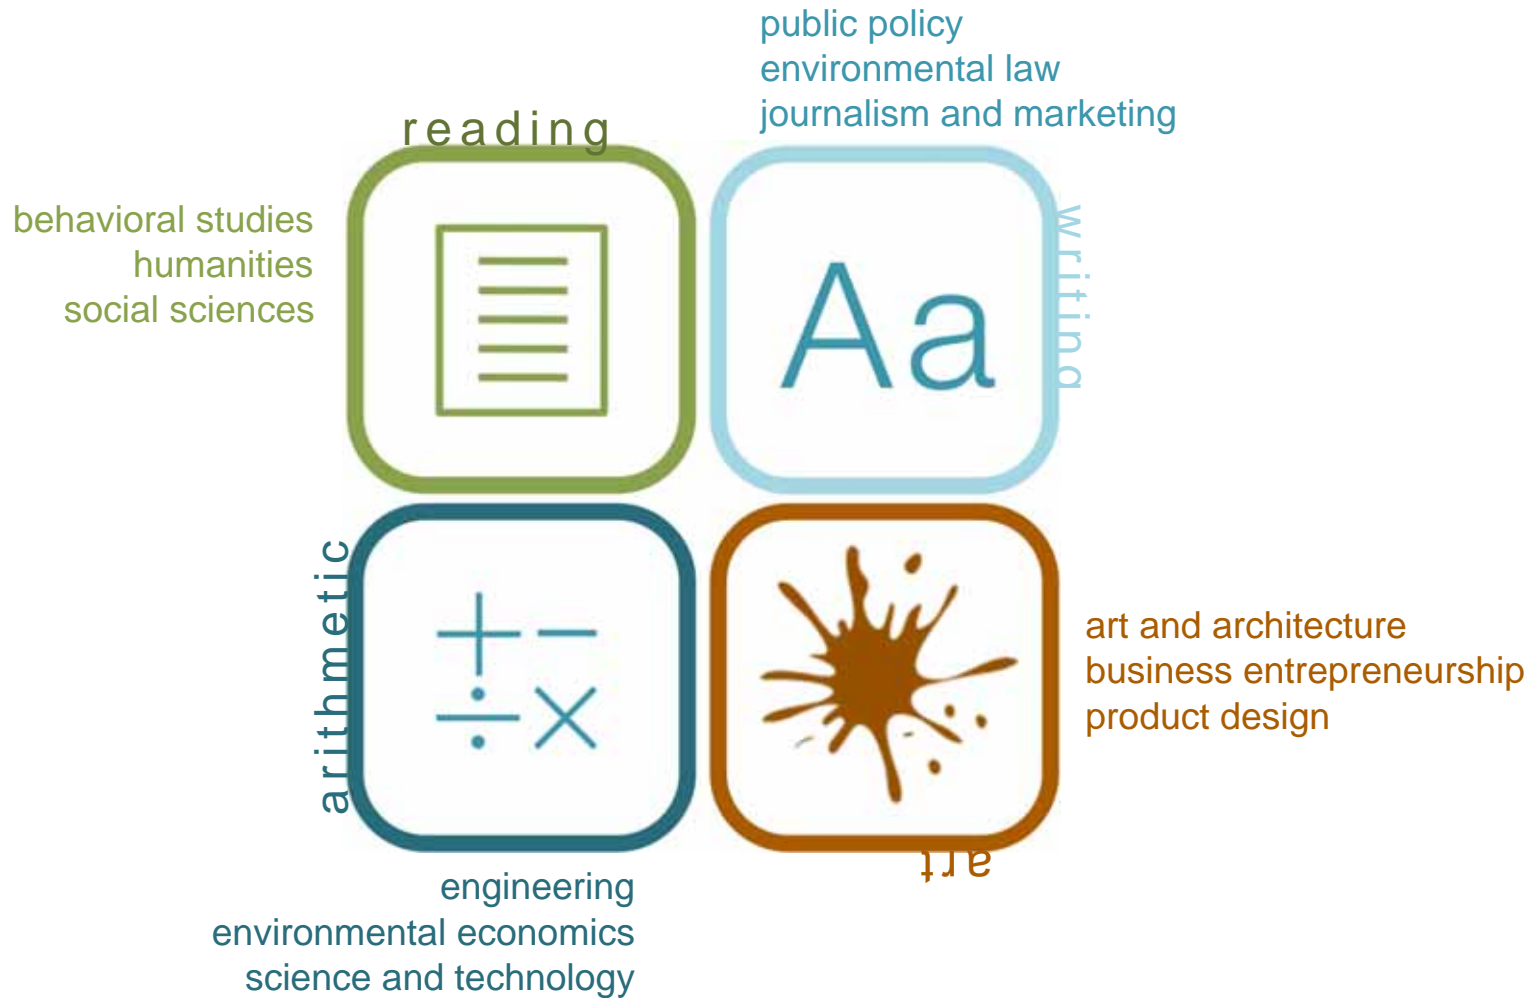 public policy
environmental law
journalism and marketing
reading
behavioral studies
humanities
social sciences
writing
Aa
arithmetic
+ −
÷ ×
art and architecture
business entrepreneurship
product design
art
engineering
environmental economics
science and technology